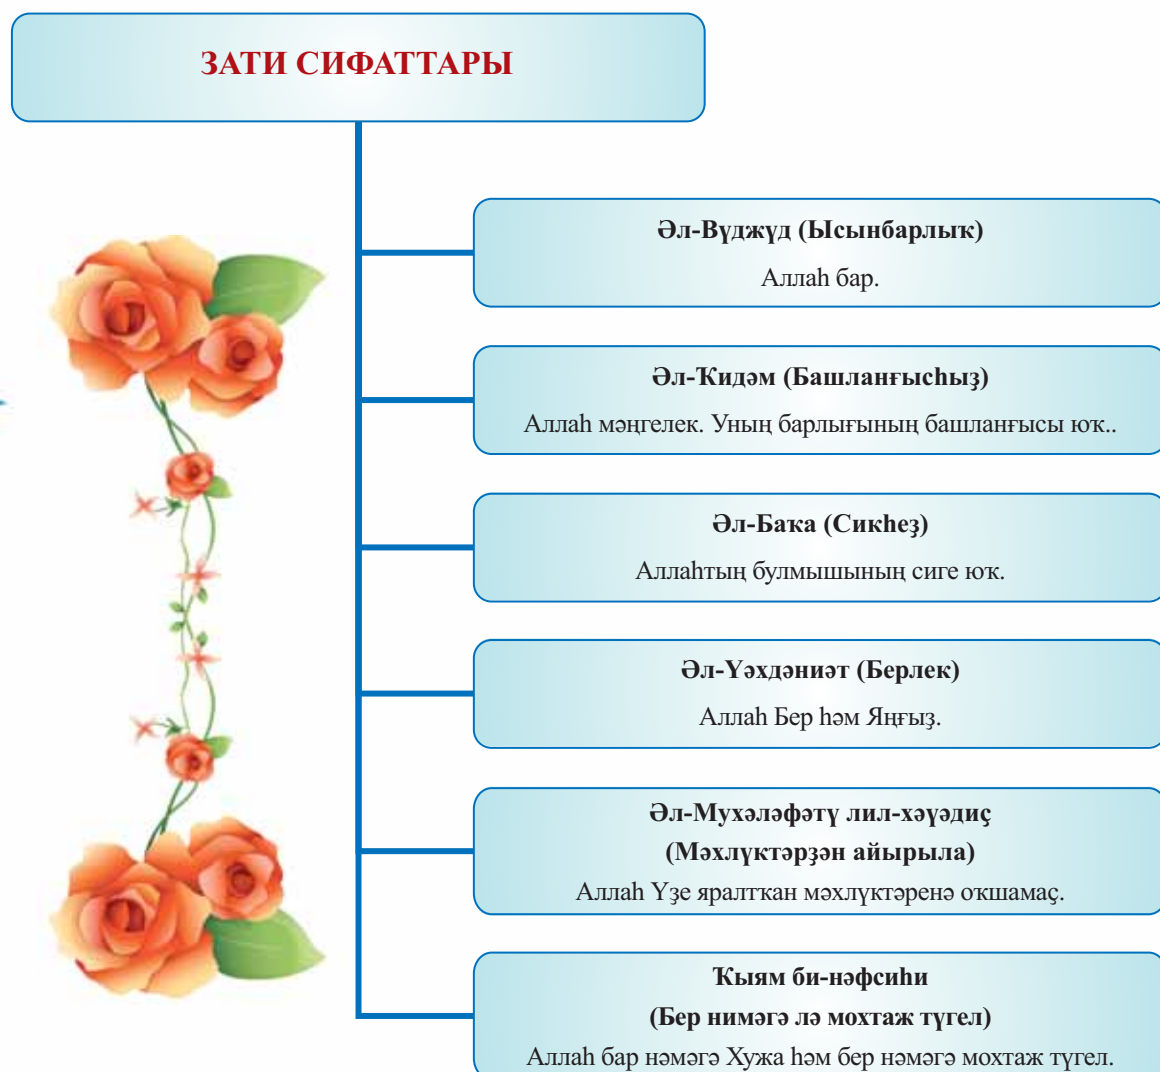 ЗАТИ СИФАТТАРЫ
Әл-Вүджүд (Ысынбарлыҡ)
Аллаһ бар.
Әл-Ҡидәм (Башланғысһыҙ)
Аллаһ мәңгелек. Уның барлығының башланғысы юҡ..
Әл-Баҡа (Сикһеҙ)
Аллаһтың булмышының сиге юҡ.
Әл-Үәхдәниәт (Берлек)
Аллаһ Бер һәм Яңғыҙ.
Әл-Мухәләфәтү лил-хәүәдиҫ
(Мәхлүктәрҙән айырыла)
Аллаһ Үҙе яралтҡан мәхлүктәренә оҡшамаҫ.
Ҡыям би-нәфсиһи
(Бер нимәгә лә мохтаж түгел)
Аллаһ бар нәмәгә Хужа һәм бер нәмәгә мохтаж түгел.